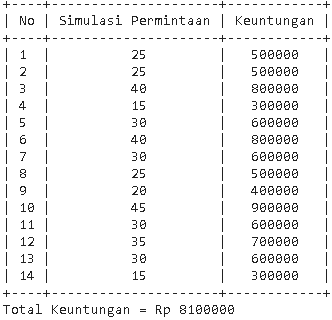 +----+---------------------+------------+
| No | Simulasi Permintaan | Keuntungan |
+----+---------------------+------------+
| 1 | 25 | 500000 |
| 2 | 25 | 500000 |
| 3 | 40 | 800000 |
| 4 | 15 | 300000 |
| 5 | 30 | 600000 |
| 6 | 40 | 800000 |
| 7 | 30 | 600000 |
| 8 | 25 | 500000 |
| 9 | 20 | 400000 |
| 10 | 45 | 900000 |
| 11 | 30 | 600000 |
| 12 | 35 | 700000 |
| 13 | 30 | 600000 |
| 14 | 15 | 300000 |
+----+---------------------+------------+
Total Keuntungan = Rp 8100000